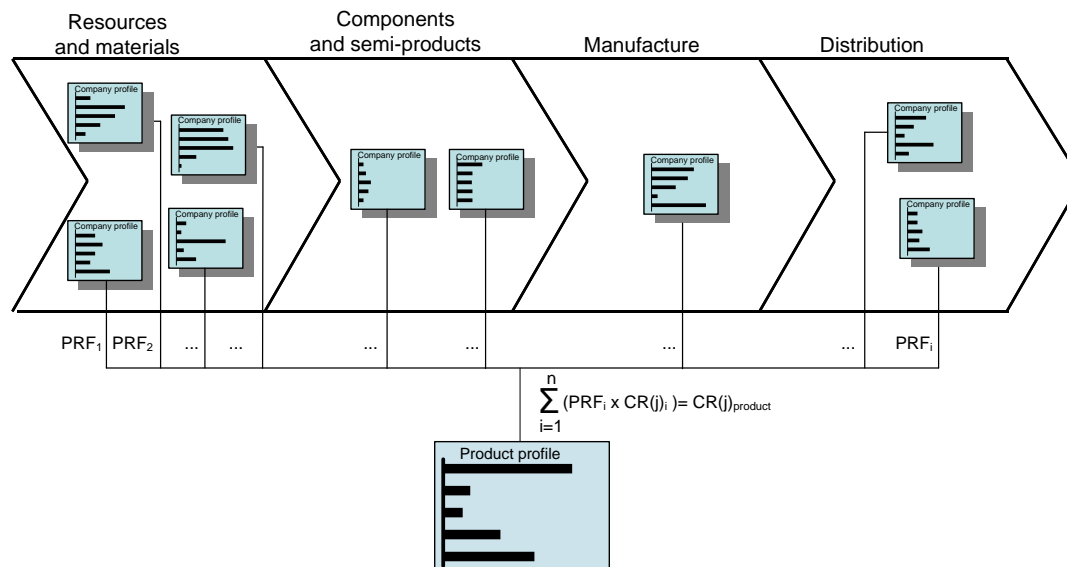 Resources
and materials
Components
and semi-products
Manufacture
Distribution
Company profile
Company profile
Company profile
Company profile
Company profile
Company profile
Company profile
Company profile
Company profile
PRF₁ PRF₂ ... ... ... ... ... ... PRFᵢ
n
∑ (PRFᵢ x CR(j)ᵢ )= CR(j)product
i=1
Product profile